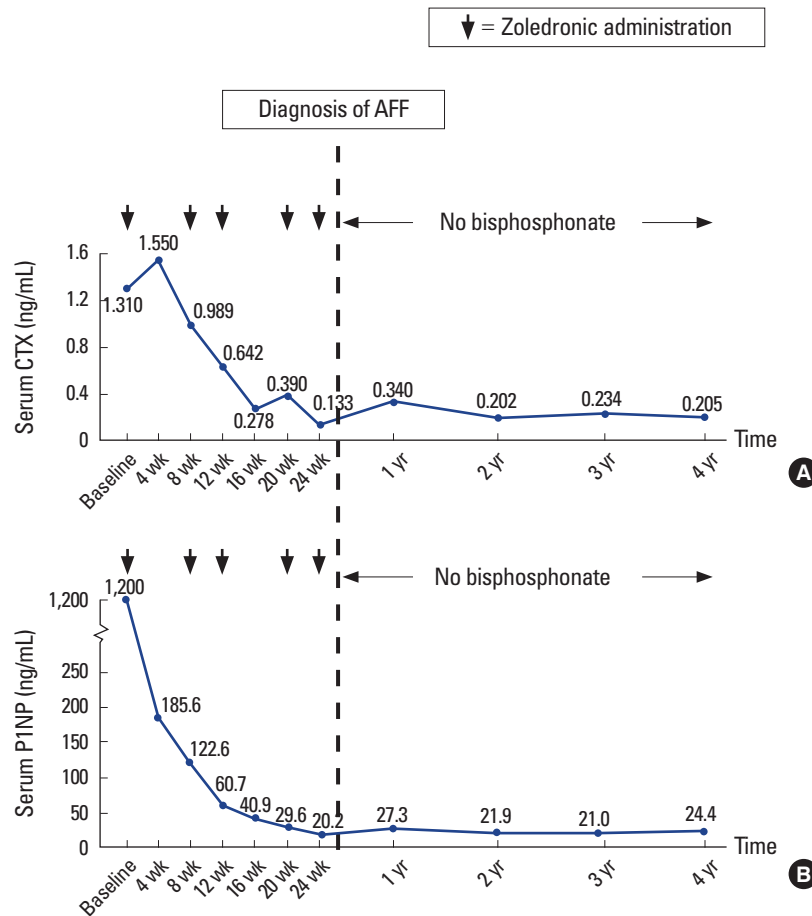 = Zoledronic administration
Diagnosis of AFF
No bisphosphonate
Serum CTX (ng/mL)
1.6
1.2
0.8
0.4
0
1.310
1.550
0.989
0.642
0.278
0.390
0.133
0.340
0.202
0.234
0.205
Time
Baseline
4 wk
8 wk
12 wk
16 wk
20 wk
24 wk
1 yr
2 yr
3 yr
4 yr
A
No bisphosphonate
Serum P1NP (ng/mL)
1,200
250
200
150
100
50
0
1,200
185.6
122.6
60.7
40.9
29.6
20.2
27.3
21.9
21.0
24.4
Time
Baseline
4 wk
8 wk
12 wk
16 wk
20 wk
24 wk
1 yr
2 yr
3 yr
4 yr
B